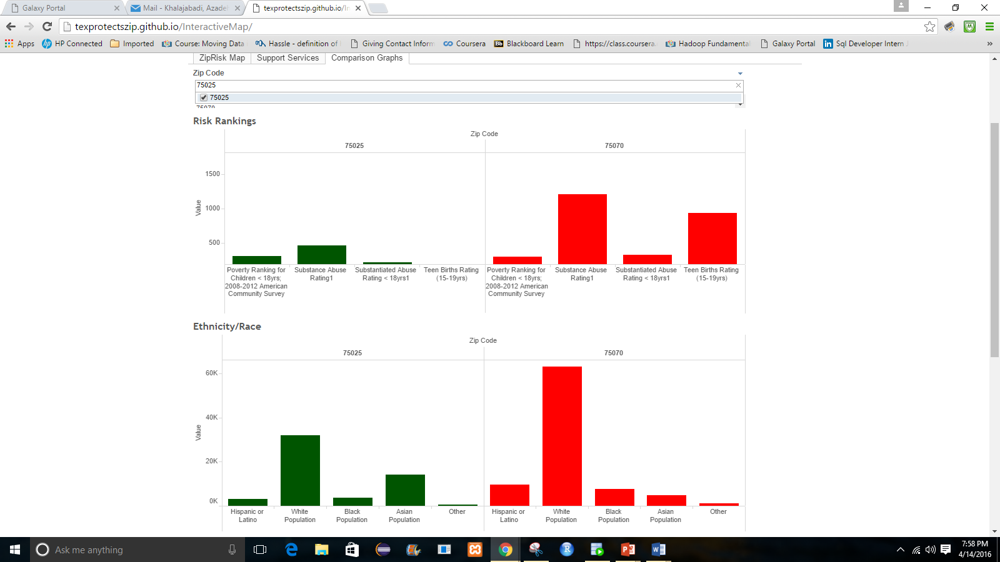 Galaxy Portal
Mail - Khalajabadi, Azade
texprotectszip.github.io/In
texprotectszip.github.io/InteractiveMap/
Apps
HP Connected
Imported
Course: Moving Data
Hassle - definition of
Giving Contact Inform
Coursera
Bb Blackboard Learn
https://class.coursera.
Hadoop Fundamental
Galaxy Portal
in Sql Developer Intern
»
ZipRisk Map
Support Services
Comparison Graphs
Zip Code
75025
75025
75070
Risk Rankings
Zip Code
75025
75070
Value
1500
1000
500
Poverty Ranking for
Children < 18yrs;
2008-2012 American
Community Survey
Substance Abuse
Rating1
Substantiated Abuse
Rating < 18yrs1
Teen Births Rating
(15-19yrs)
Poverty Ranking for
Children < 18yrs;
2008-2012 American
Community Survey
Substance Abuse
Rating1
Substantiated Abuse
Rating < 18yrs1
Teen Births Rating
(15-19yrs)
Ethnicity/Race
Zip Code
75025
75070
Value
60K
40K
20K
0K
Hispanic or
Latino
White
Population
Black
Population
Asian
Population
Other
Hispanic or
Latino
White
Population
Black
Population
Asian
Population
Other
Ask me anything
7:58 PM
4/14/2016